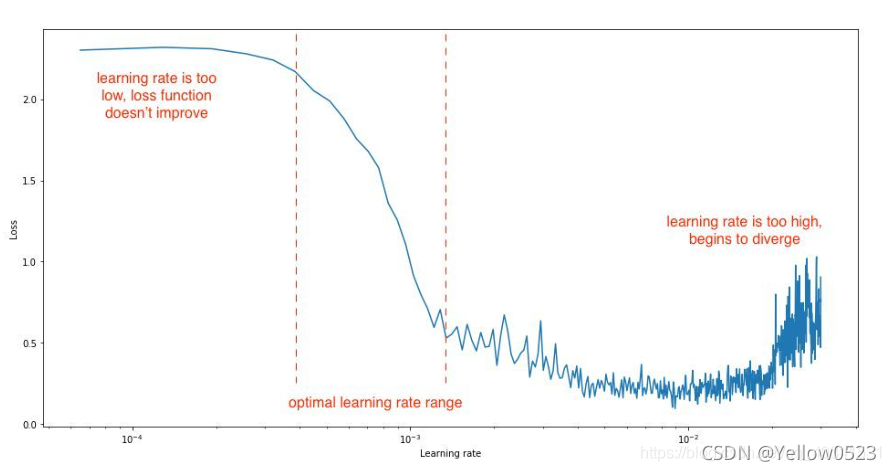 learning rate is too
low, loss function
doesn't improve
learning rate is too high,
begins to diverge
optimal learning rate range
2.0
1.5
1.0
0.5
0.0
Loss
10⁻⁴
10⁻³
10⁻²
Learning rate
CSDN @Yellow0523